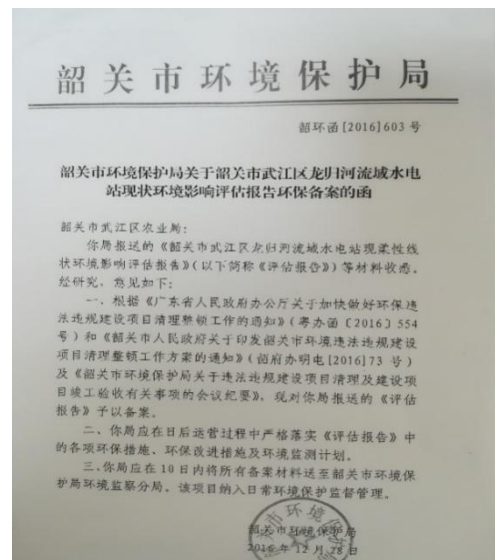 韶关市环境保护局
韶环函[2016]603 号
韶关市环境保护局关于韶关市武江区龙归河流域水电
站现状环境影响评估报告环保备案的函
韶关市武江区农业局：
你局报送的《韶关市武江区龙归河流域水电站现柔性线
状环境影响评估报告》（以下简称《评估报告》）等材料收悉。
经研究，意见如下：
一、根据《广东省人民政府办公厅关于加快做好环保违
法违规建设项目清理整顿工作的通知》（粤办函〔2016〕554
号）和《韶关市人民政府关于印发韶关市环境违法违规建设
项目清理整顿工作方案的通知》（韶府办明电[2016]73 号）
及《韶关市环境保护局关于违法违规建设项目清理及建设项
目竣工验收有关事项的会议纪要》，现对你局报送的《评估
报告》予以备案。
二、你局应在日后运营过程中严格落实《评估报告》中
的各项环保措施、环保改进措施及环境监测计划。
三、你局应在 10 日内将所有备案材料送至韶关市环境保
护局环境监察分局。该项目纳入日常环境保护监督管理。
韶关市环境保护局
2016 年 12 月 28 日